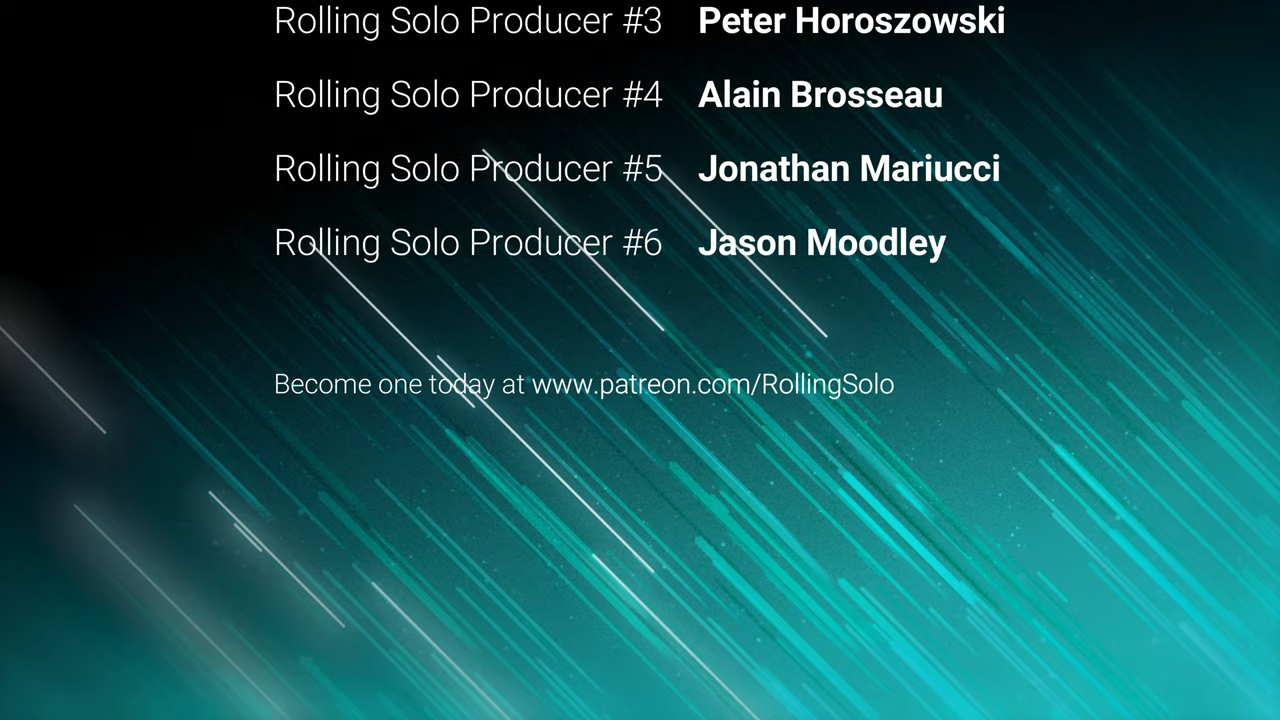 Rolling Solo Producer #3 Peter Horoszowski
Rolling Solo Producer #4 Alain Brosseau
Rolling Solo Producer #5 Jonathan Mariucci
Rolling Solo Producer #6 Jason Moodley
Become one today at www.patreon.com/RollingSolo